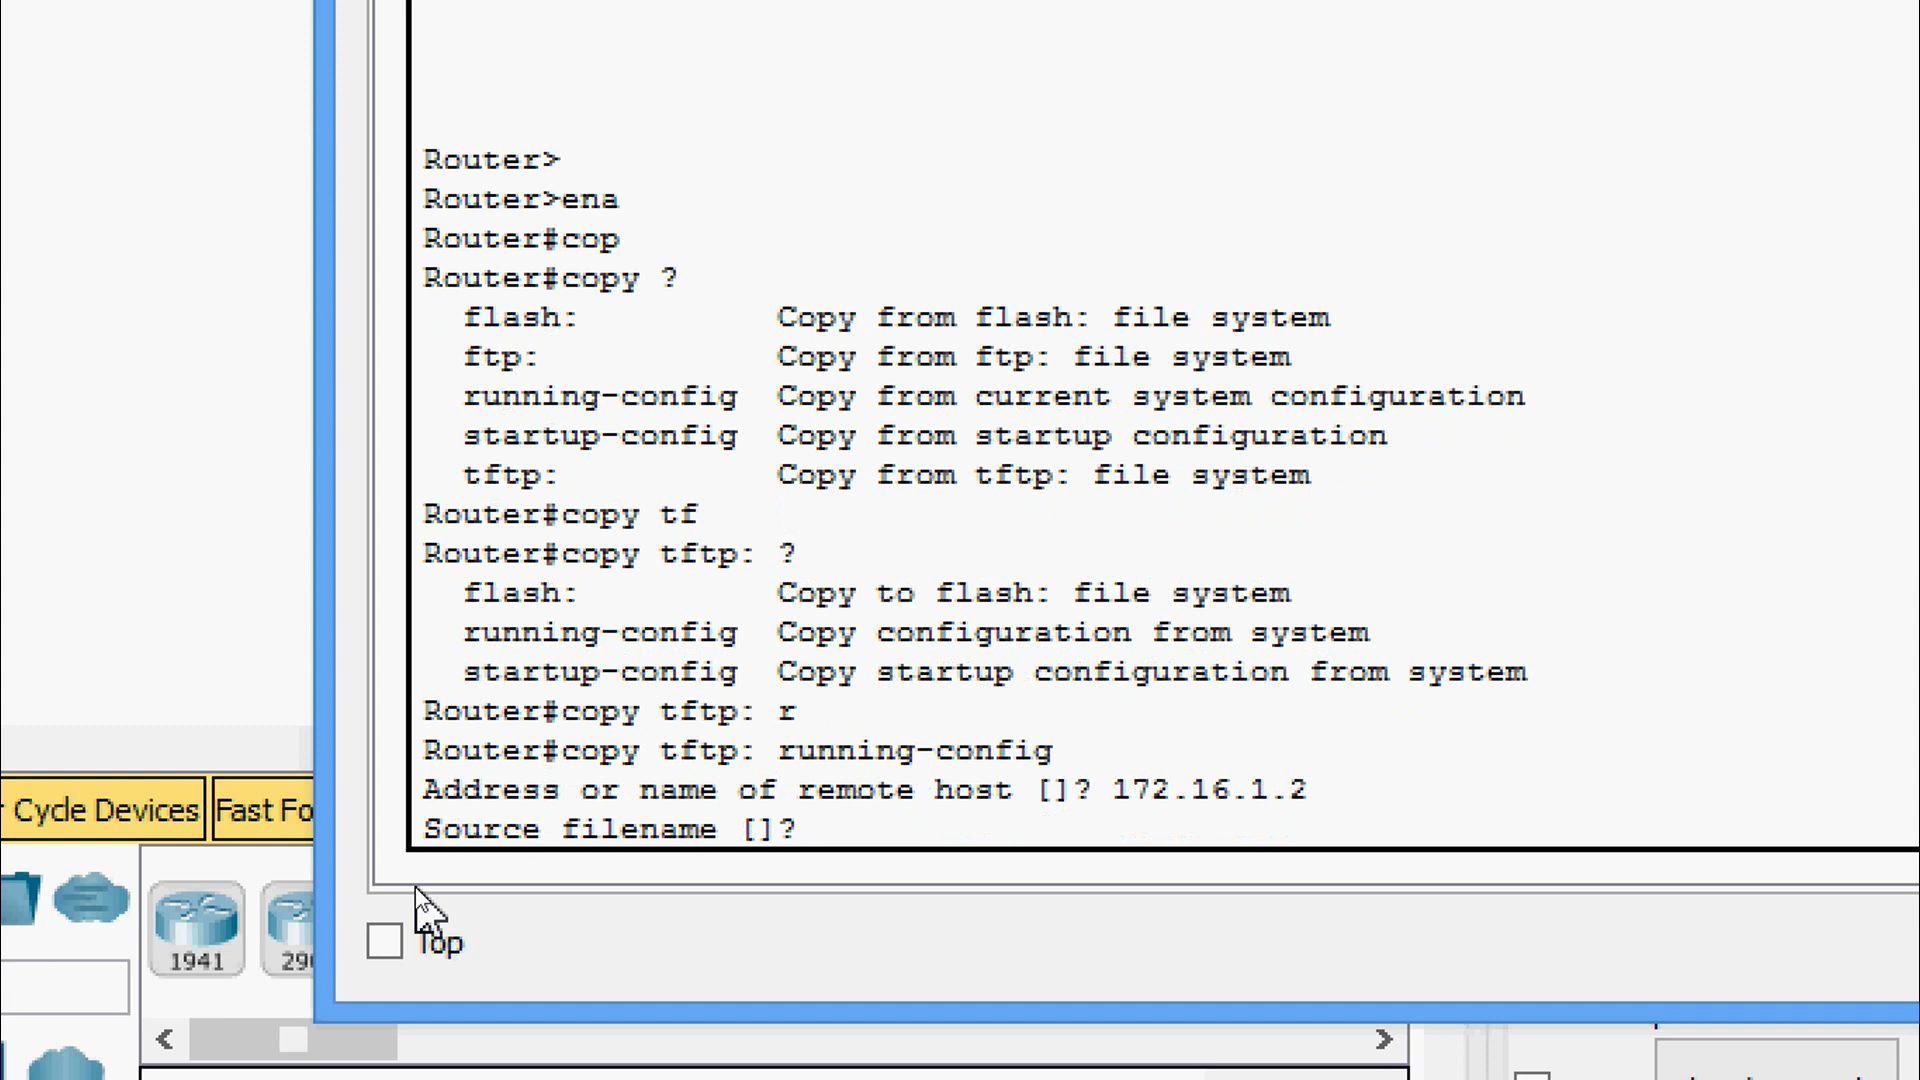 Router>
Router>ena
Router#cop
Router#copy ?
flash: Copy from flash: file system
ftp: Copy from ftp: file system
running-config Copy from current system configuration
startup-config Copy from startup configuration
tftp: Copy from tftp: file system
Router#copy tf
Router#copy tftp: ?
flash: Copy to flash: file system
running-config Copy configuration from system
startup-config Copy startup configuration from system
Router#copy tftp: r
Router#copy tftp: running-config
Address or name of remote host []? 172.16.1.2
Source filename []?
Cycle Devices
Fast Fo
Top
1941
29